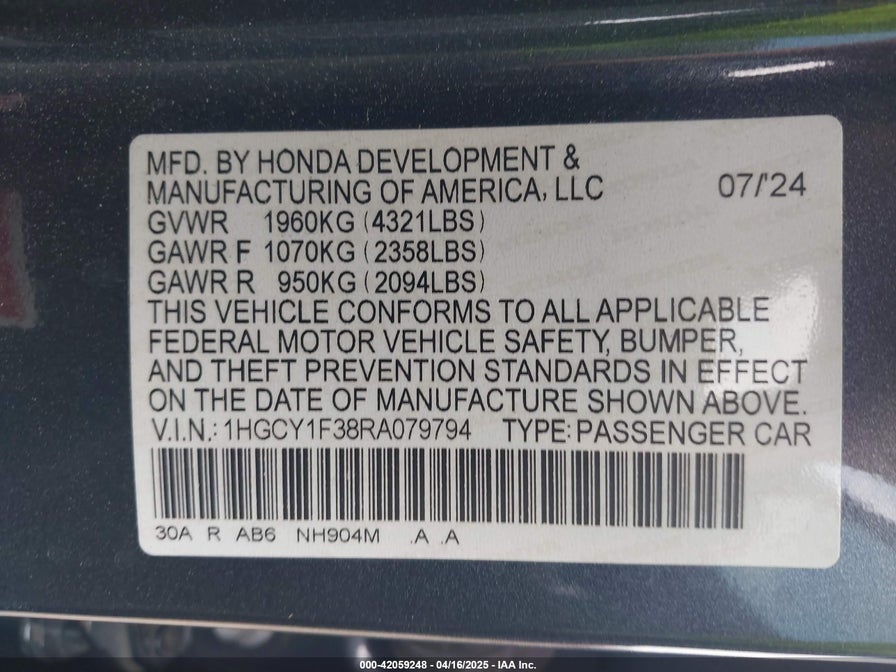 MFD. BY HONDA DEVELOPMENT &
MANUFACTURING OF AMERICA, LLC 07/'24
GVWR 1960KG (4321LBS)
GAWR F 1070KG (2358LBS)
GAWR R 950KG (2094LBS)
THIS VEHICLE CONFORMS TO ALL APPLICABLE
FEDERAL MOTOR VEHICLE SAFETY, BUMPER,
AND THEFT PREVENTION STANDARDS IN EFFECT
ON THE DATE OF MANUFACTURE SHOWN ABOVE.
V.I.N.: 1HGCY1F38RA079794 TYPE: PASSENGER CAR
30A R AB6 NH904M .A .A
000-42059248 - 04/16/2025 - IAA Inc.